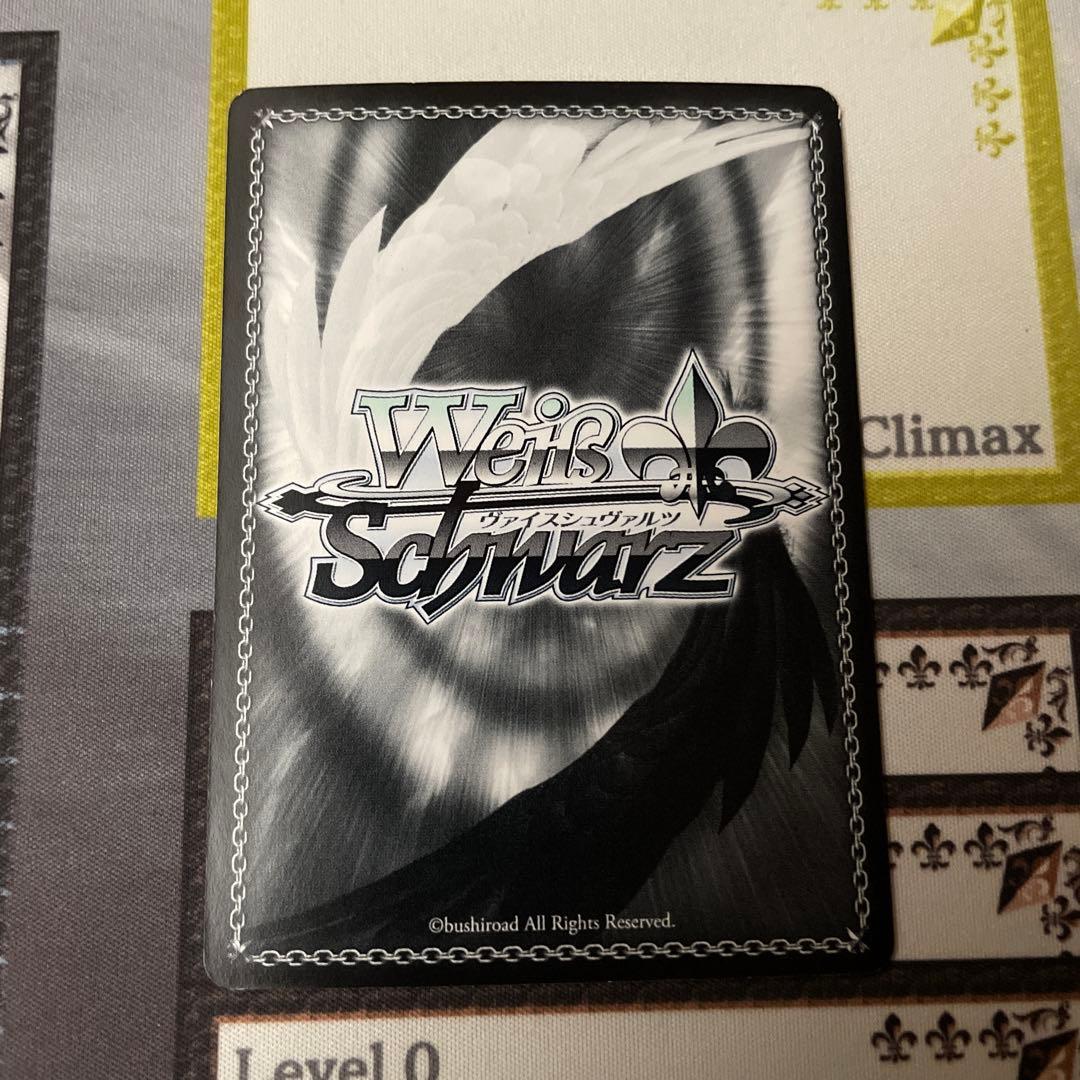 Weiß
ヴァイスシュヴァルツ
Schwarz
Climax
©bushiroad All Rights Reserved.
Level 0